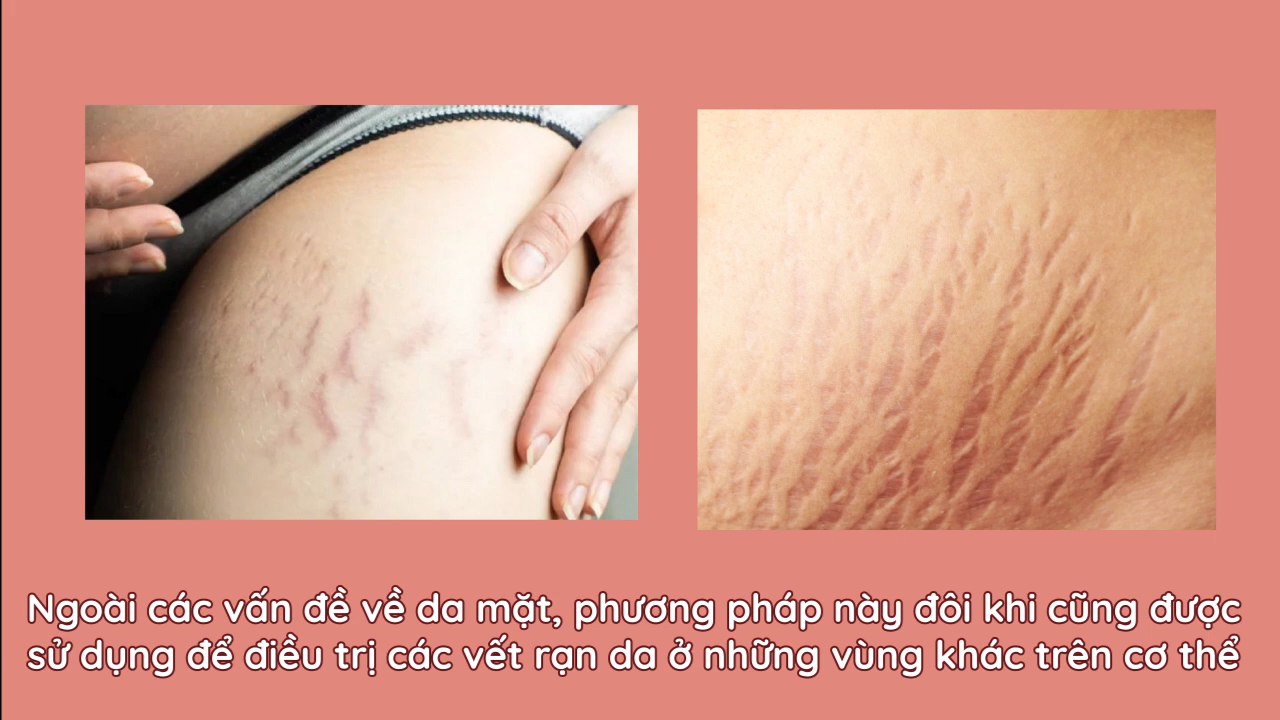 Ngoài các vấn đề về da mặt, phương pháp này đôi khi cũng được
sử dụng để điều trị các vết rạn da ở những vùng khác trên cơ thể